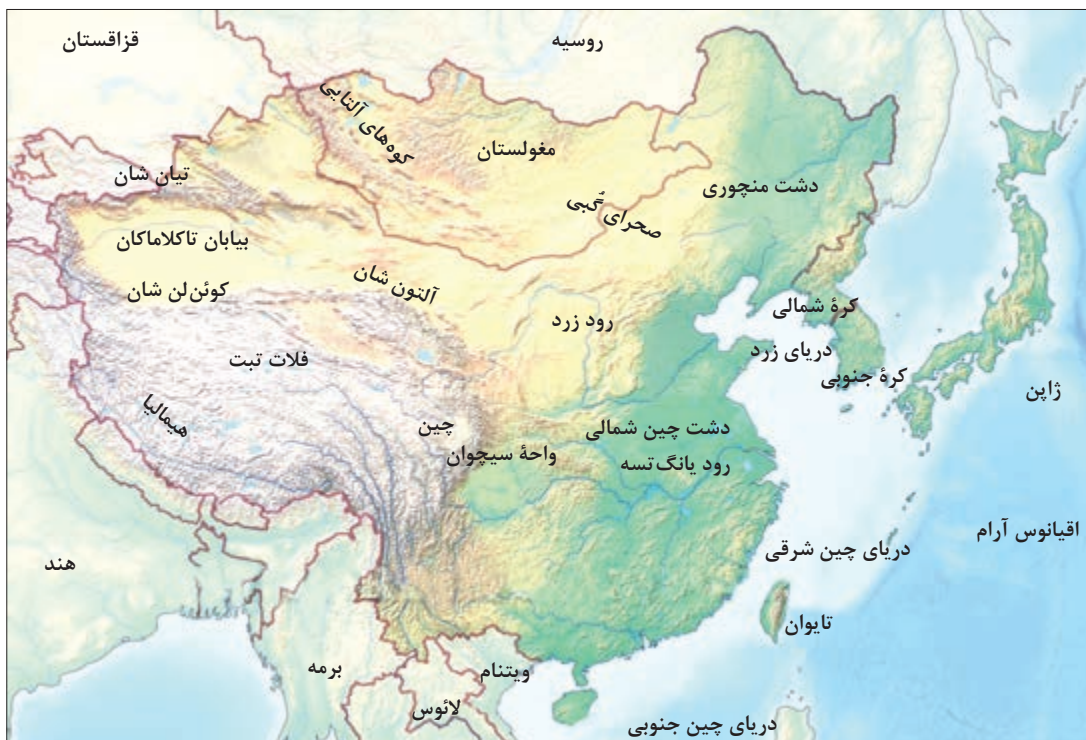 قزاقستان
روسیه
کوه‌های آلتایی
مغولستان
تیان شان
دشت منچوری
صحرای گُبی
بیابان تاکلاماکان
آلتون شان
کوئن‌لن شان
رود زرد
کرهٔ شمالی
فلات تبت
دریای زرد
کرهٔ جنوبی
ژاپن
هیمالیا
چین
دشت چین شمالی
واحهٔ سیچوان
رود یانگ‌تسه
اقیانوس آرام
دریای چین شرقی
هند
تایوان
برمه
ویتنام
لائوس
دریای چین جنوبی